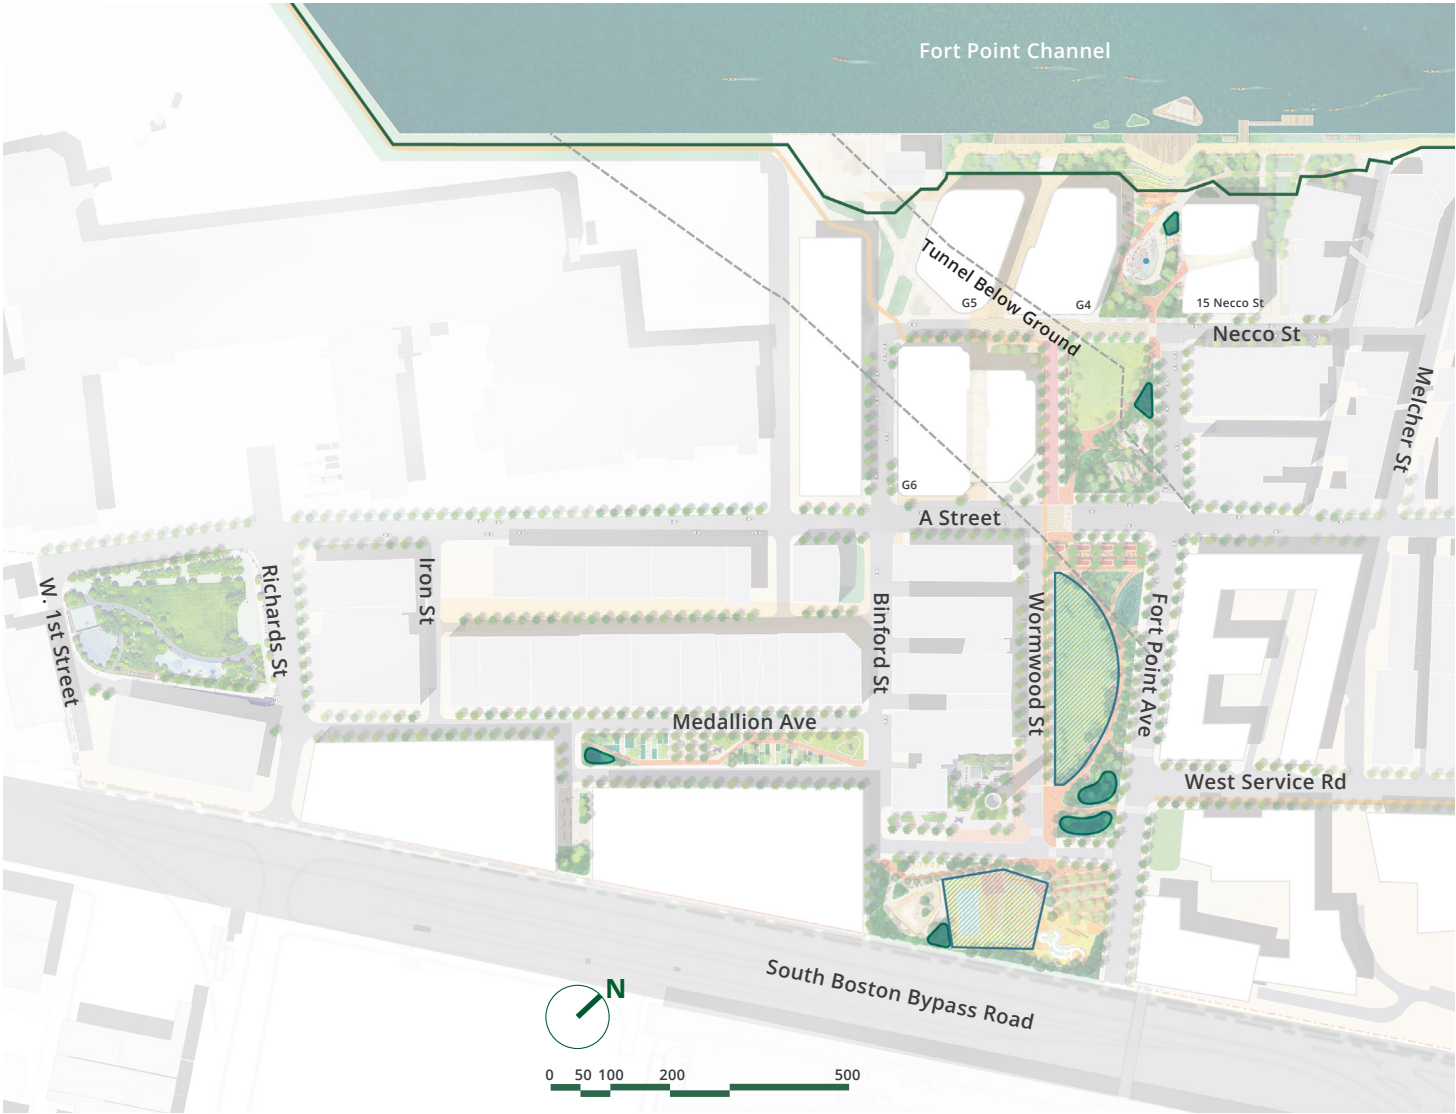 Fort Point Channel
Tunnel Below Ground
G5
G4
15 Necco St
Necco St
Melcher St
G6
A Street
W. 1st Street
Richards St
Iron St
Binford St
Wormwood St
Fort Point Ave
Medallion Ave
West Service Rd
South Boston Bypass Road
N
0 50 100 200 500